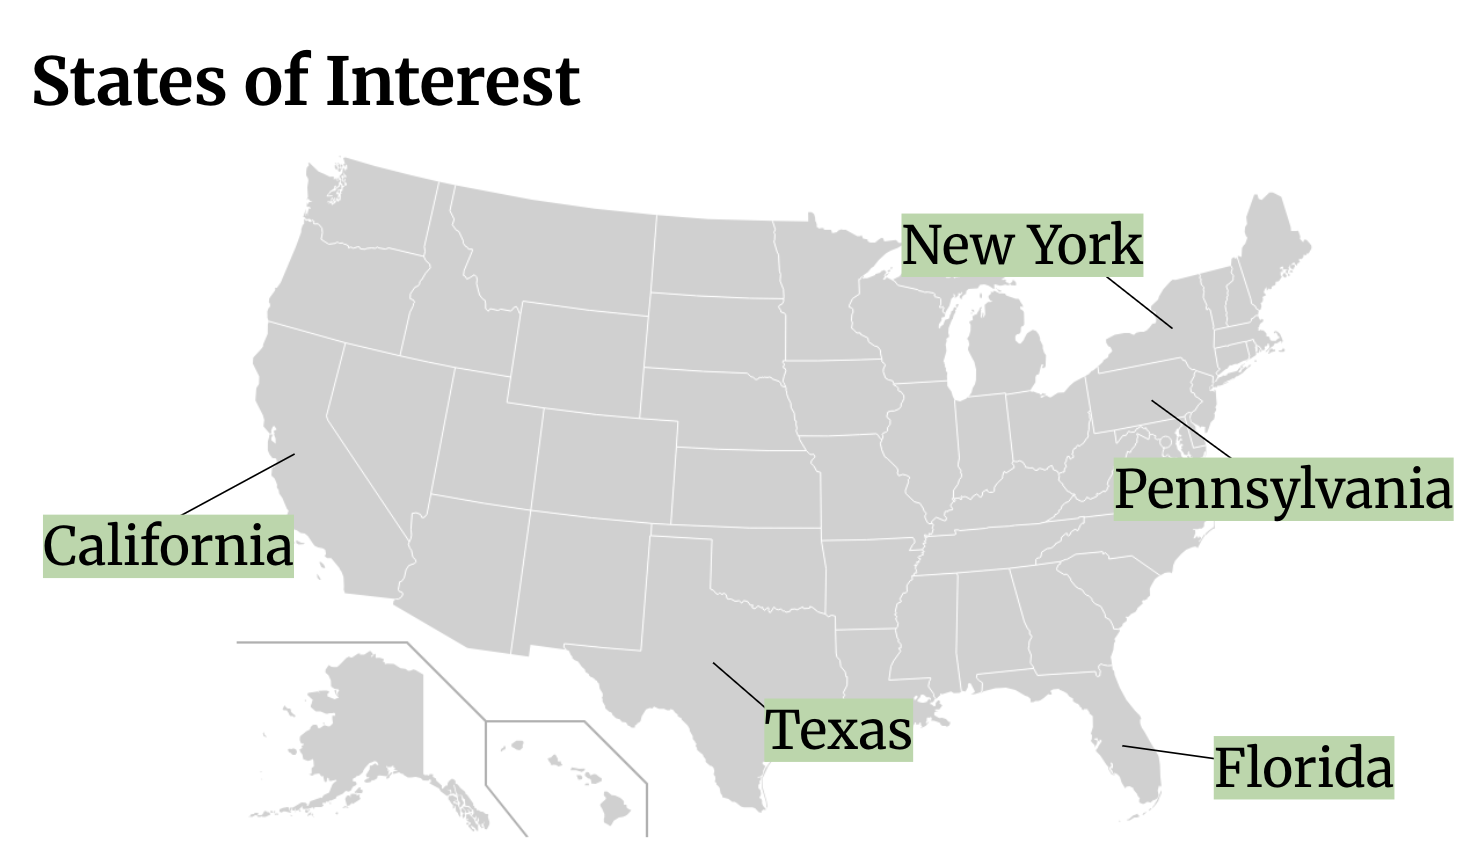 States of Interest
New York
Pennsylvania
California
Texas
Florida